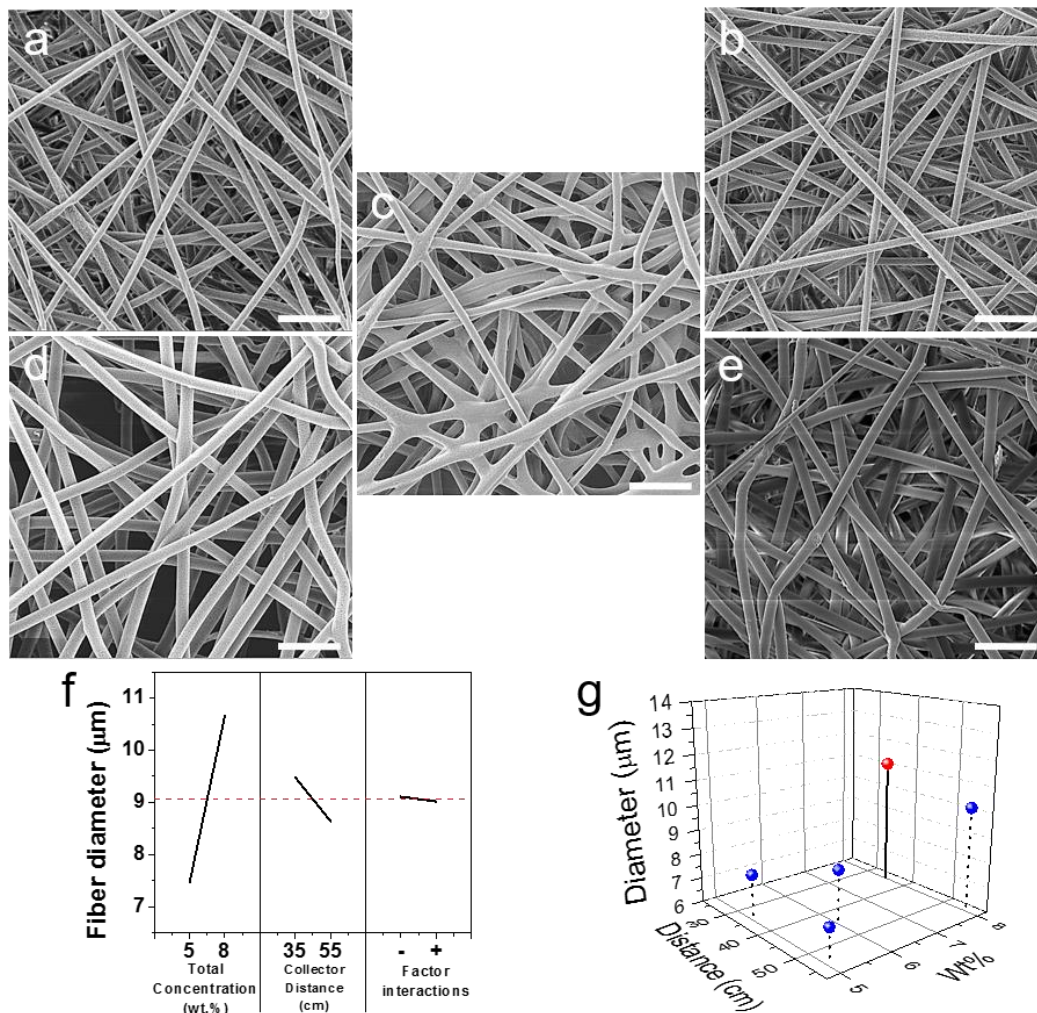 a
b
c
d
e
f
g
Fiber diameter (μm)
11
10
9
8
7
5 8
35 55
- +
Total
Concentration
(wt.%)
Collector
Distance
(cm)
Factor
interactions
Diameter (μm)
14
13
12
11
10
9
8
7
6
30
40
50
Distance (cm)
5
6
7
8
Wt%